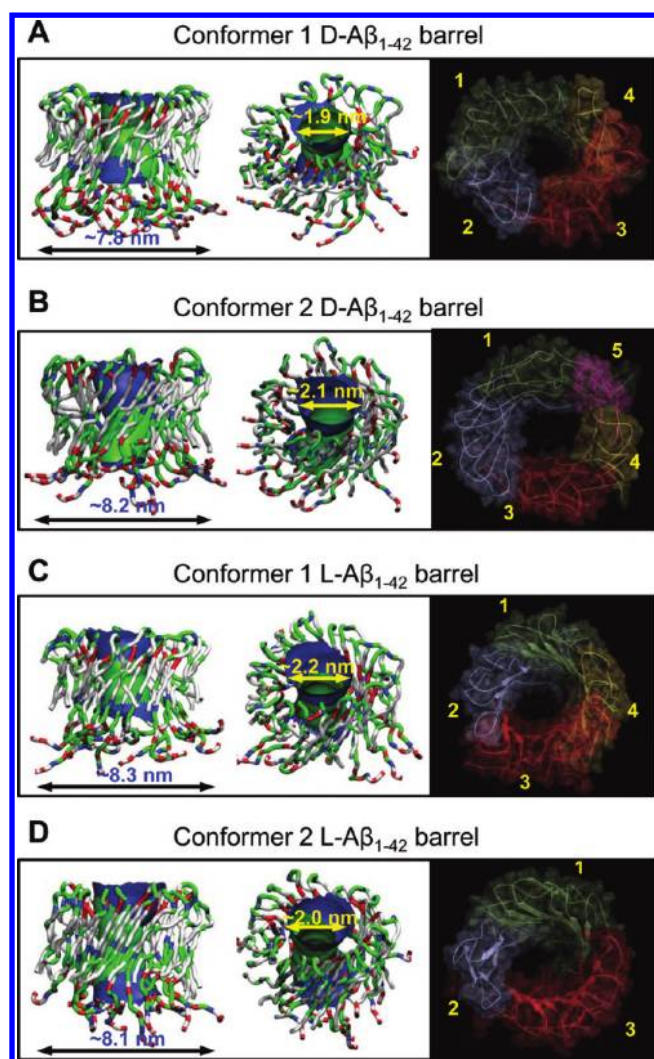 A Conformer 1 D-Aβ1-42 barrel
~7.8 nm
~1.9 nm
1
4
2
3
B Conformer 2 D-Aβ1-42 barrel
~8.2 nm
~2.1 nm
1
5
2
4
3
C Conformer 1 L-Aβ1-42 barrel
~8.3 nm
~2.2 nm
1
2
4
3
D Conformer 2 L-Aβ1-42 barrel
~8.1 nm
~2.0 nm
1
2
3